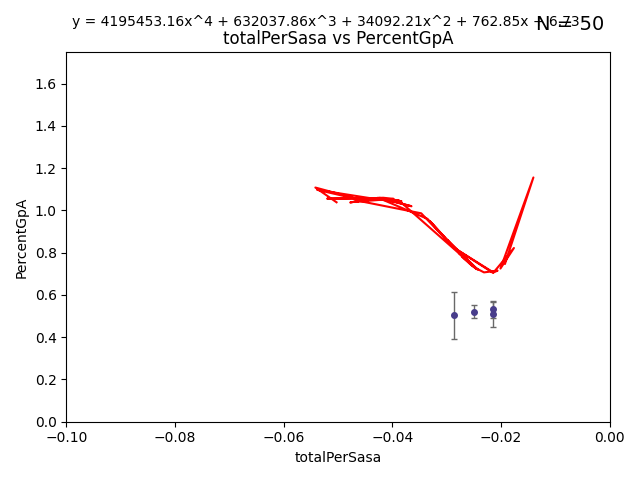 y = 4195453.16x^4 + 632037.86x^3 + 34092.21x^2 + 762.85x + 6.73
N = 50
totalPerSasa vs PercentGpA
1.6
1.4
1.2
1.0
0.8
0.6
0.4
0.2
0.0
PercentGpA
−0.10 −0.08 −0.06 −0.04 −0.02 0.00
totalPerSasa